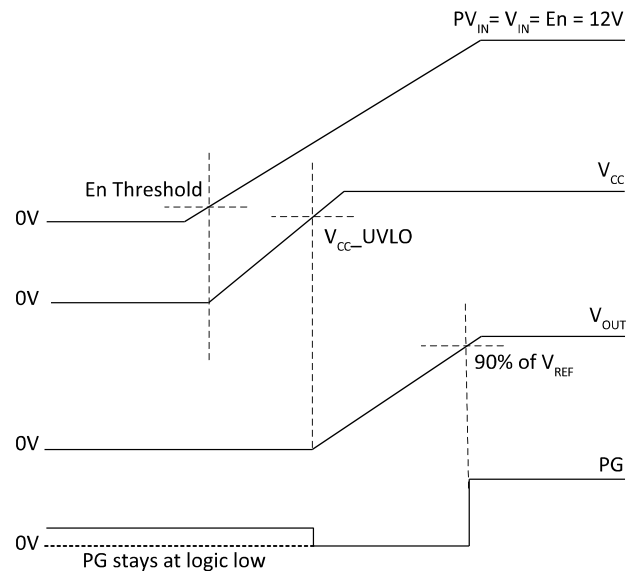 PV_IN = V_IN = En = 12V
En Threshold
V_CC
0V
V_CC_UVLO
0V
V_OUT
90% of V_REF
0V
PG
0V
PG stays at logic low